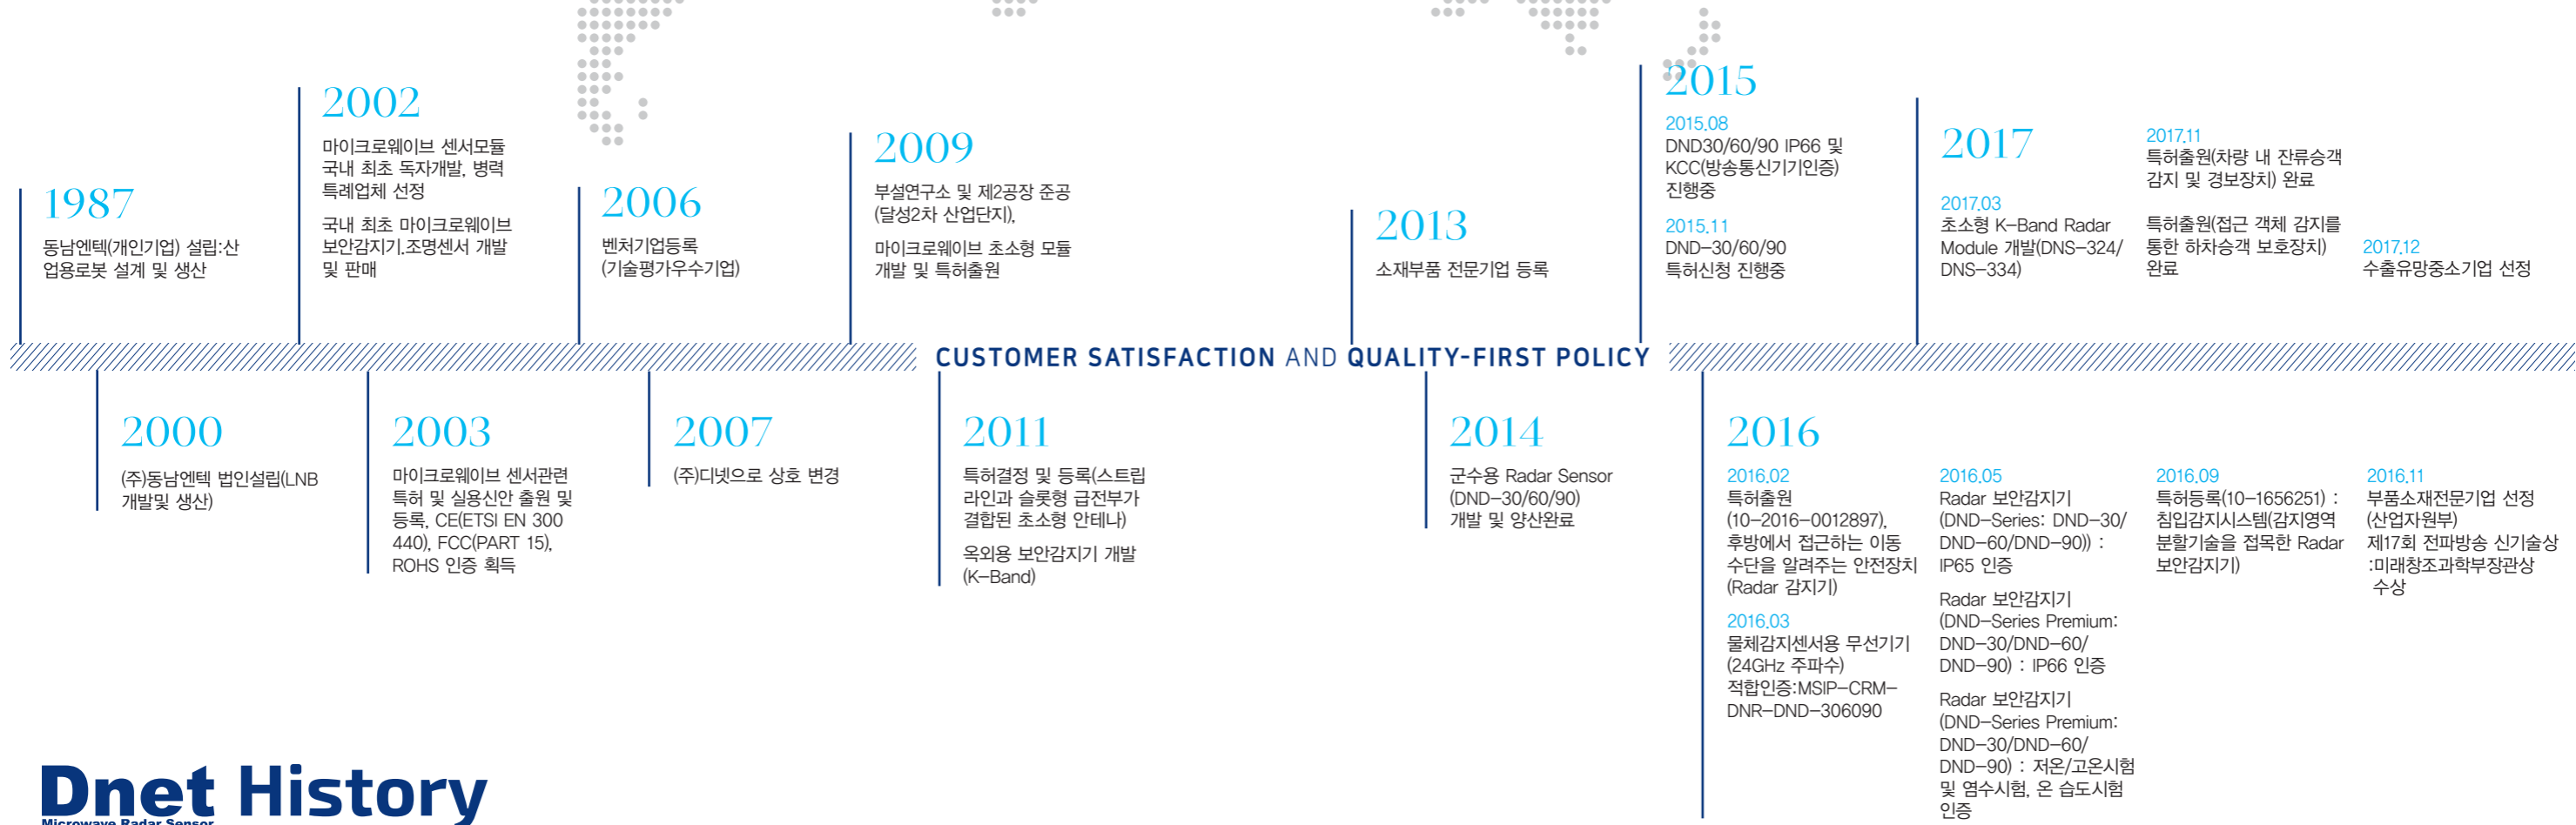 1987
동남엔텍(개인기업) 설립:산
업용로봇 설계 및 생산
2002
마이크로웨이브 센서모듈
국내 최초 독자개발, 병력
특례업체 선정
국내 최초 마이크로웨이브
보안감지기.조명센서 개발
및 판매
2006
벤처기업등록
(기술평가우수기업)
2009
부설연구소 및 제2공장 준공
(달성2차 산업단지),
마이크로웨이브 초소형 모듈
개발 및 특허출원
2013
소재부품 전문기업 등록
2015
2015.08
DND30/60/90 IP66 및
KCC(방송통신기기인증)
진행중
2015.11
DND-30/60/90
특허신청 진행중
2017
2017.03
초소형 K-Band Radar
Module 개발(DNS-324/
DNS-334)
2017.11
특허출원(차량 내 잔류승객
감지 및 경보장치) 완료
특허출원(접근 객체 감지를
통한 하차승객 보호장치)
완료
2017.12
수출유망중소기업 선정
CUSTOMER SATISFACTION AND QUALITY-FIRST POLICY
2000
(주)동남엔텍 법인설립(LNB
개발및 생산)
2003
마이크로웨이브 센서관련
특허 및 실용신안 출원 및
등록, CE(ETSI EN 300
440), FCC(PART 15),
ROHS 인증 획득
2007
(주)디넷으로 상호 변경
2011
특허결정 및 등록(스트립
라인과 슬롯형 급전부가
결합된 초소형 안테나)
옥외용 보안감지기 개발
(K-Band)
2014
군수용 Radar Sensor
(DND-30/60/90)
개발 및 양산완료
2016
2016.02
특허출원
(10-2016-0012897),
후방에서 접근하는 이동
수단을 알려주는 안전장치
(Radar 감지기)
2016.03
물체감지센서용 무선기기
(24GHz 주파수)
적합인증:MSIP-CRM-
DNR-DND-306090
2016.05
Radar 보안감지기
(DND-Series: DND-30/
DND-60/DND-90)) :
IP65 인증
Radar 보안감지기
(DND-Series Premium:
DND-30/DND-60/
DND-90) : IP66 인증
Radar 보안감지기
(DND-Series Premium:
DND-30/DND-60/
DND-90) : 저온/고온시험
및 염수시험, 온 습도시험
인증
2016.09
특허등록(10-1656251) :
침입감지시스템(감지영역
분할기술을 접목한 Radar
보안감지기)
2016.11
부품소재전문기업 선정
(산업자원부)
제17회 전파방송 신기술상
:미래창조과학부장관상
수상
Dnet History
Microwave Radar Sensor